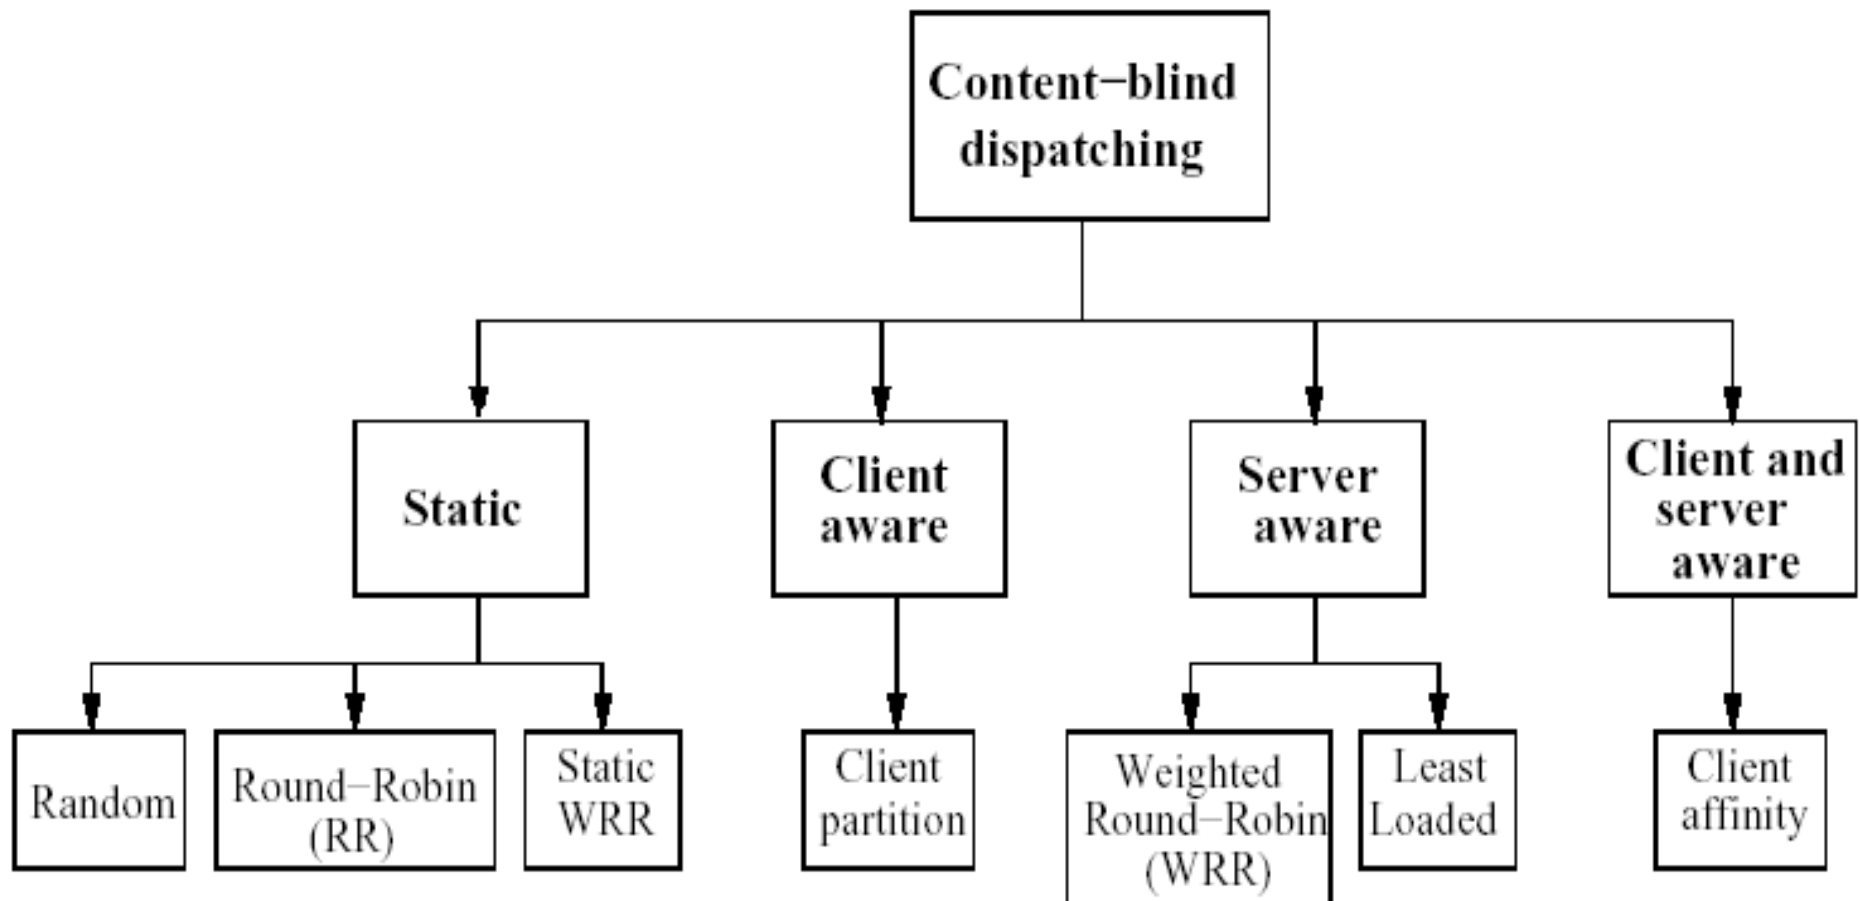 Content−blind
dispatching
Static
Client
aware
Server
aware
Client and
server
aware
Random
Round−Robin
(RR)
Static
WRR
Client
partition
Weighted
Round−Robin
(WRR)
Least
Loaded
Client
affinity